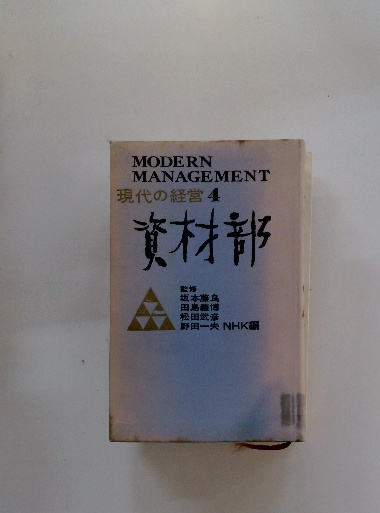 MODERN
MANAGEMENT
現代の経営 4
資材部
監修
坂本藤良
田島義博
松田武彦
野田一夫 NHK編